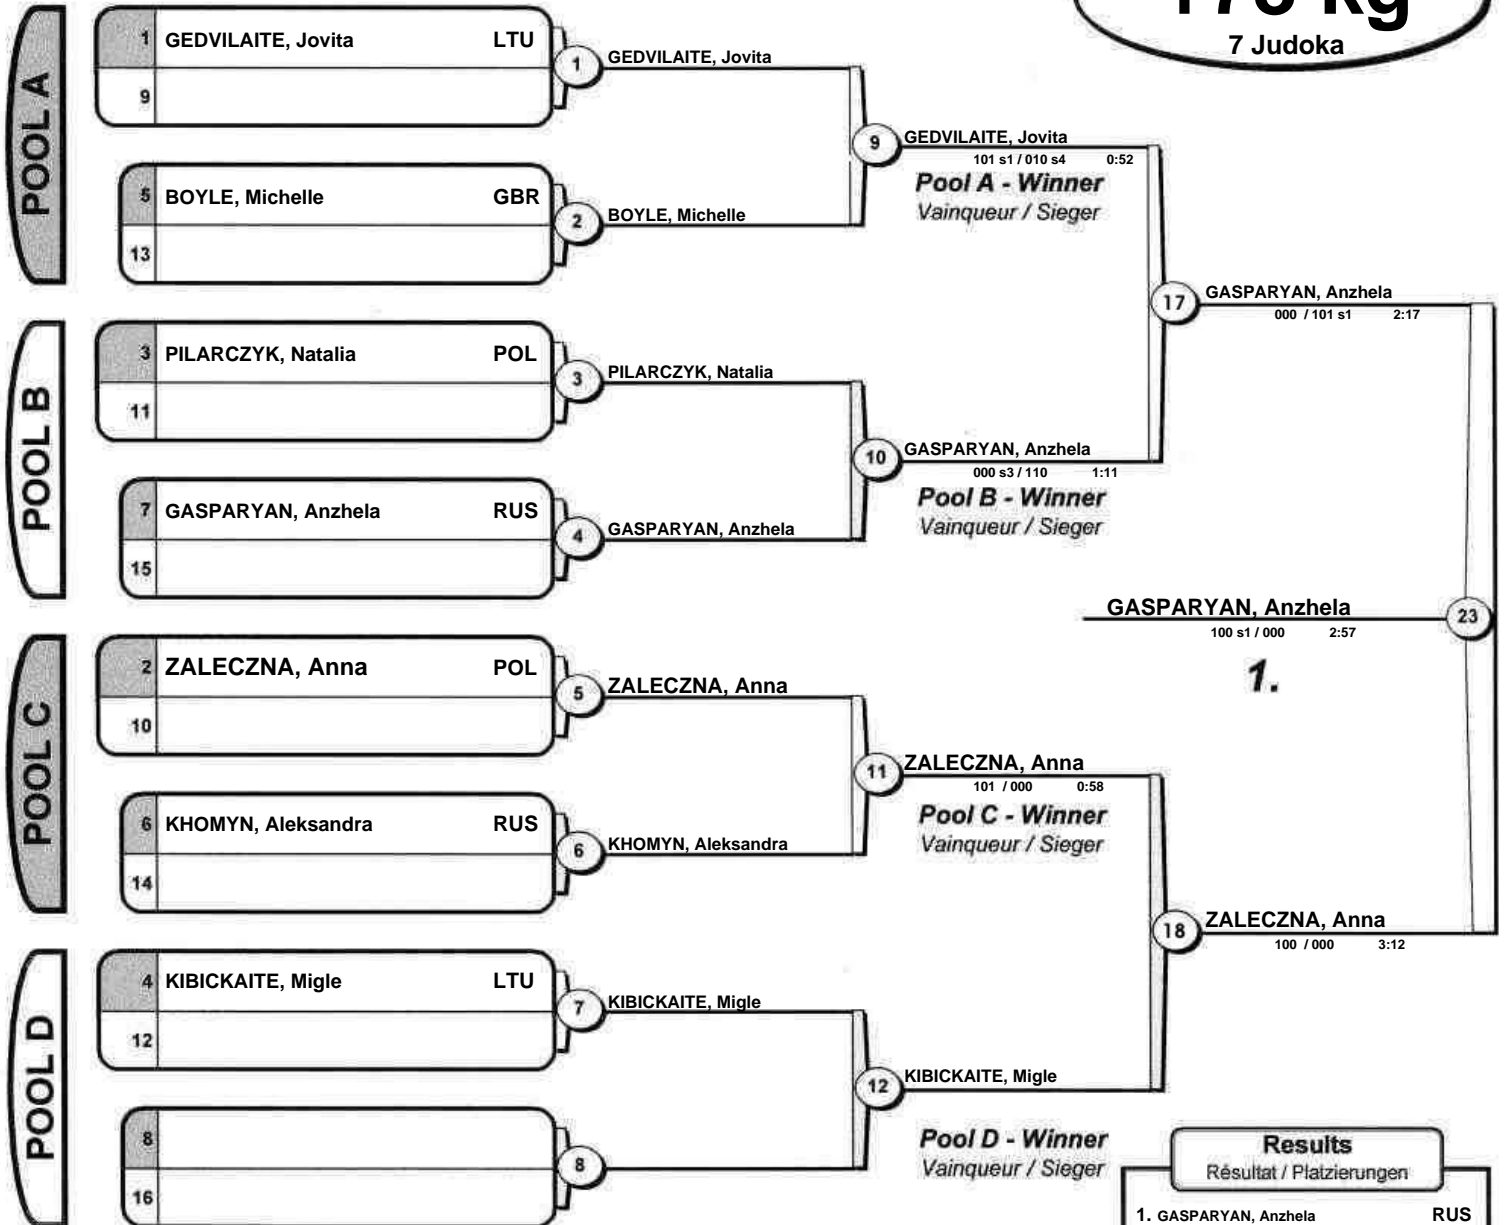 +78 kg
7 Judoka
POOL A
1 GEDVILAITE, Jovita LTU
9
1 GEDVILAITE, Jovita
5 BOYLE, Michelle GBR
13
2 BOYLE, Michelle
9 GEDVILAITE, Jovita
101 s1 / 010 s4 0:52
Pool A - Winner
Vainqueur / Sieger
POOL B
3 PILARCZYK, Natalia POL
11
3 PILARCZYK, Natalia
7 GASPARYAN, Anzhela RUS
15
4 GASPARYAN, Anzhela
10 GASPARYAN, Anzhela
000 s3 / 110 1:11
Pool B - Winner
Vainqueur / Sieger
17 GASPARYAN, Anzhela
000 / 101 s1 2:17
GASPARYAN, Anzhela 23
100 s1 / 000 2:57
1.
POOL C
2 ZALECZNA, Anna POL
10
5 ZALECZNA, Anna
6 KHOMYN, Aleksandra RUS
14
6 KHOMYN, Aleksandra
11 ZALECZNA, Anna
101 / 000 0:58
Pool C - Winner
Vainqueur / Sieger
18 ZALECZNA, Anna
100 / 000 3:12
POOL D
4 KIBICKAITE, Migle LTU
12
7 KIBICKAITE, Migle
8
16
8
12 KIBICKAITE, Migle
Pool D - Winner
Vainqueur / Sieger
Results
Résultat / Platzierungen
1. GASPARYAN, Anzhela RUS